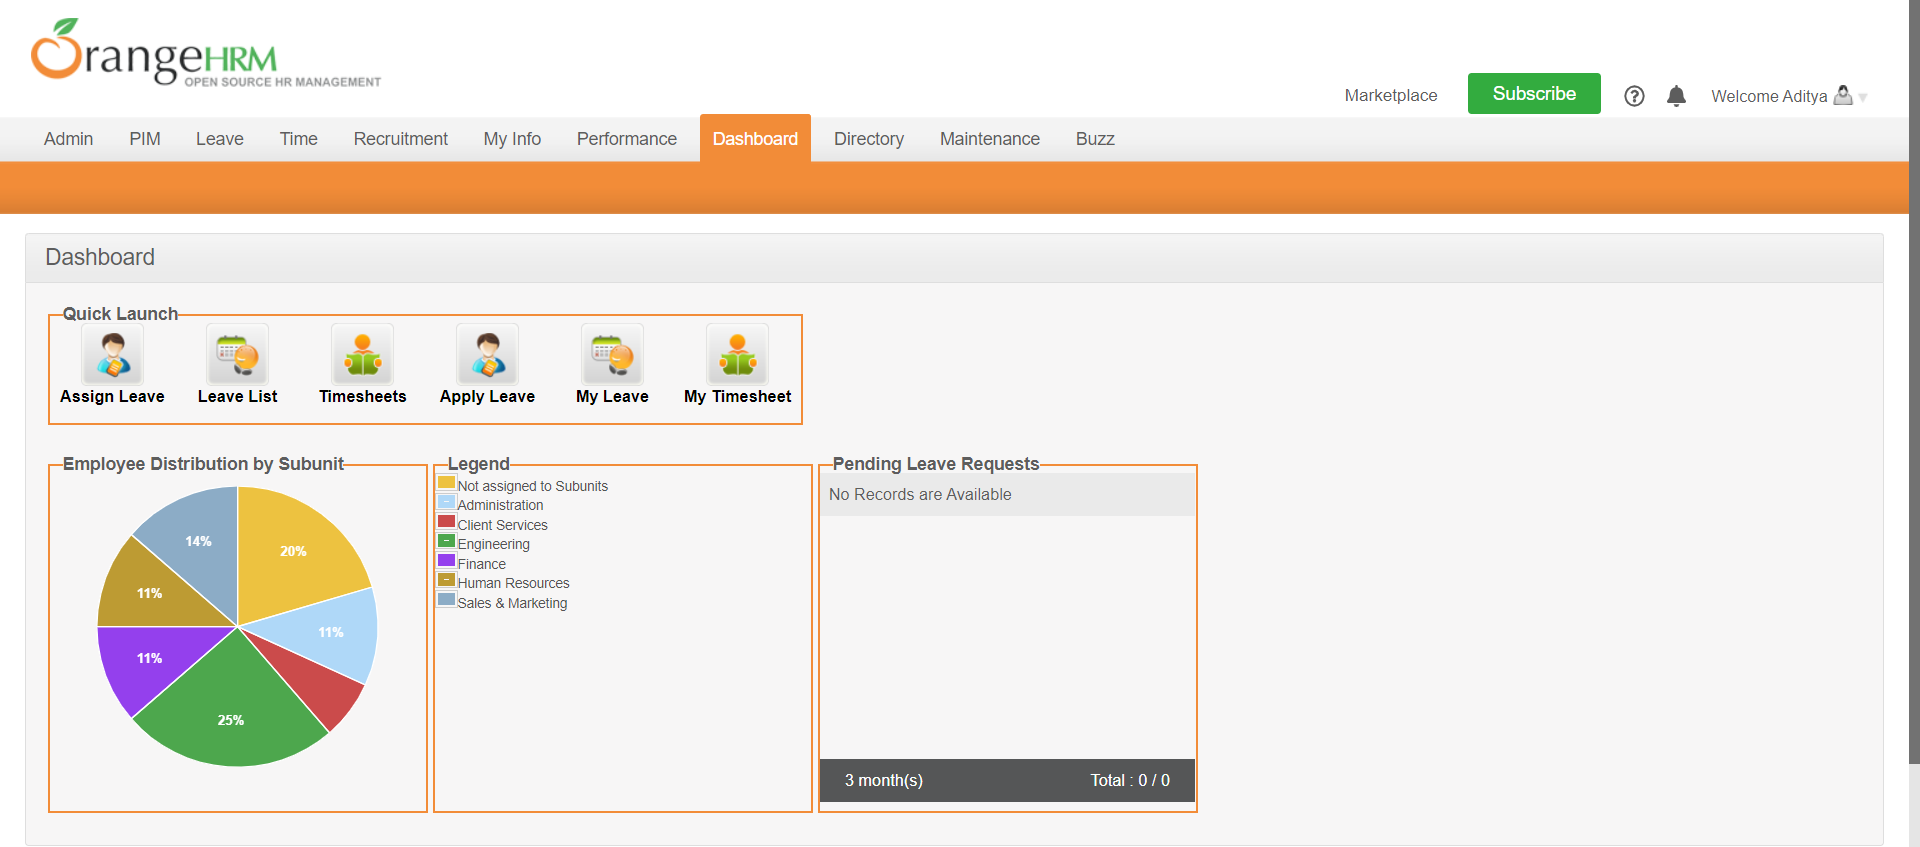 OrangeHRM
OPEN SOURCE HR MANAGEMENT
Marketplace Subscribe ? Welcome Aditya
Admin PIM Leave Time Recruitment My Info Performance Dashboard Directory Maintenance Buzz
Dashboard
Quick Launch
Assign Leave Leave List Timesheets Apply Leave My Leave My Timesheet
Employee Distribution by Subunit
14%
20%
11%
11%
11%
25%
Legend
Not assigned to Subunits
Administration
Client Services
Engineering
Finance
Human Resources
Sales & Marketing
Pending Leave Requests
No Records are Available
3 month(s) Total : 0 / 0